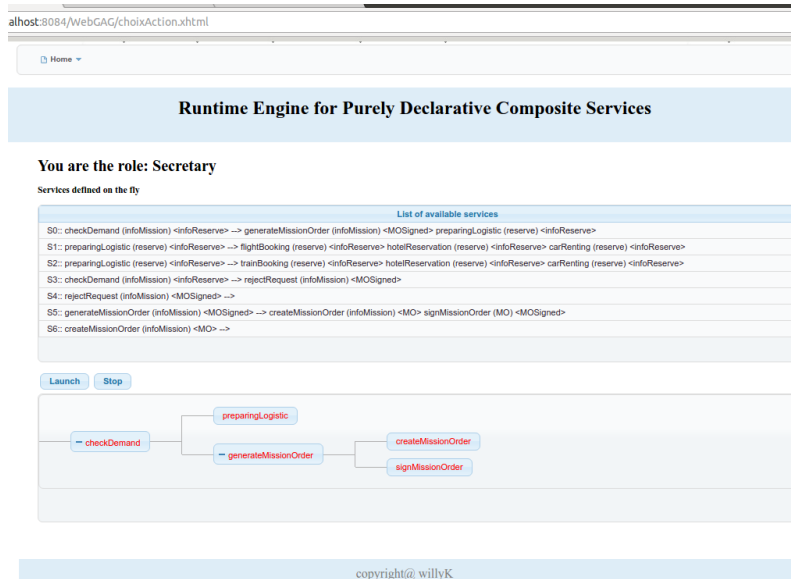 alhost:8084/WebGAG/choixAction.xhtml
Home
Runtime Engine for Purely Declarative Composite Services
You are the role: Secretary
Services defined on the fly
List of available services
S0:: checkDemand (infoMission) <infoReserve> --> generateMissionOrder (infoMission) <MOSigned> preparingLogistic (reserve) <infoReserve>
S1:: preparingLogistic (reserve) <infoReserve> --> flightBooking (reserve) <infoReserve> hotelReservation (reserve) <infoReserve> carRenting (reserve) <infoReserve>
S2:: preparingLogistic (reserve) <infoReserve> --> trainBooking (reserve) <infoReserve> hotelReservation (reserve) <infoReserve> carRenting (reserve) <infoReserve>
S3:: checkDemand (infoMission) <infoReserve> --> rejectRequest (infoMission) <MOSigned>
S4:: rejectRequest (infoMission) <MOSigned> -->
S5:: generateMissionOrder (infoMission) <MOSigned> --> createMissionOrder (infoMission) <MO> signMissionOrder (MO) <MOSigned>
S6:: createMissionOrder (infoMission) <MO> -->
Launch Stop
preparingLogistic
checkDemand
createMissionOrder
generateMissionOrder
signMissionOrder
copyright@ willyK